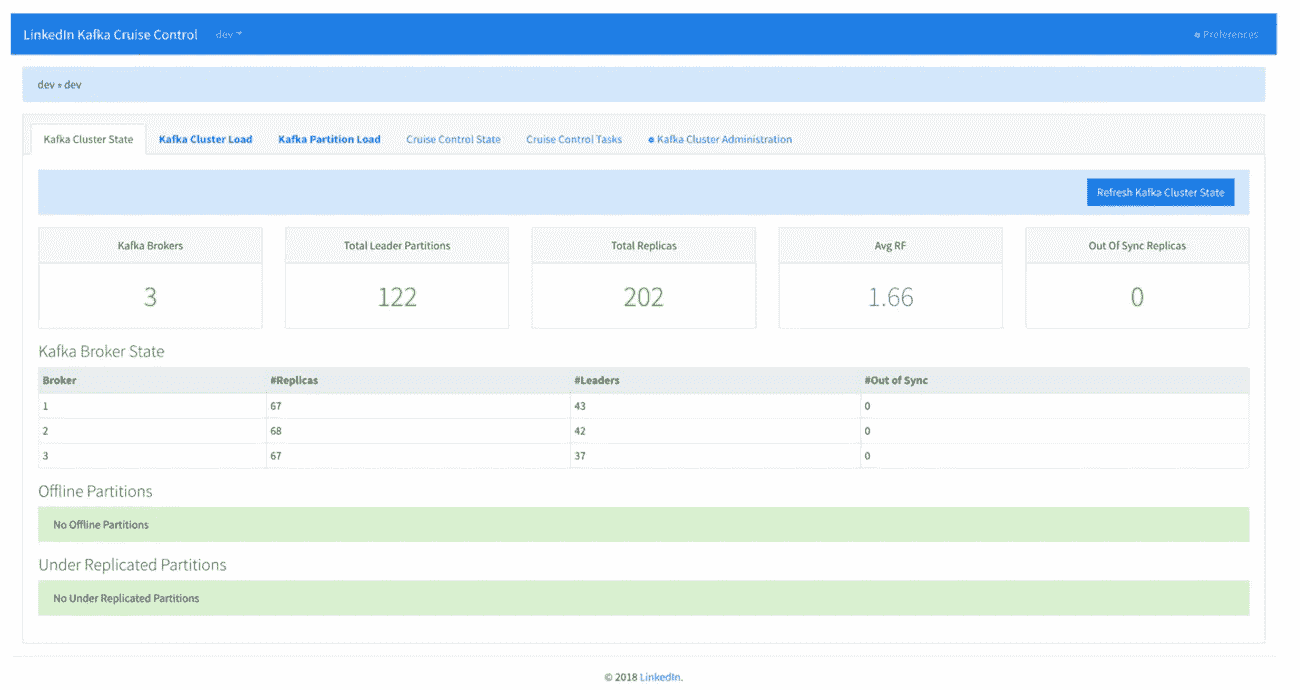 LinkedIn Kafka Cruise Control dev Preferences
dev • dev
Kafka Cluster State Kafka Cluster Load Kafka Partition Load Cruise Control State Cruise Control Tasks Kafka Cluster Administration
Refresh Kafka Cluster State
Kafka Brokers Total Leader Partitions Total Replicas Avg RF Out Of Sync Replicas
3 122 202 1.66 0
Kafka Broker State
Broker #Replicas #Leaders #Out of Sync
1 67 43 0
2 68 42 0
3 67 37 0
Offline Partitions
No Offline Partitions
Under Replicated Partitions
No Under Replicated Partitions
© 2018 LinkedIn.